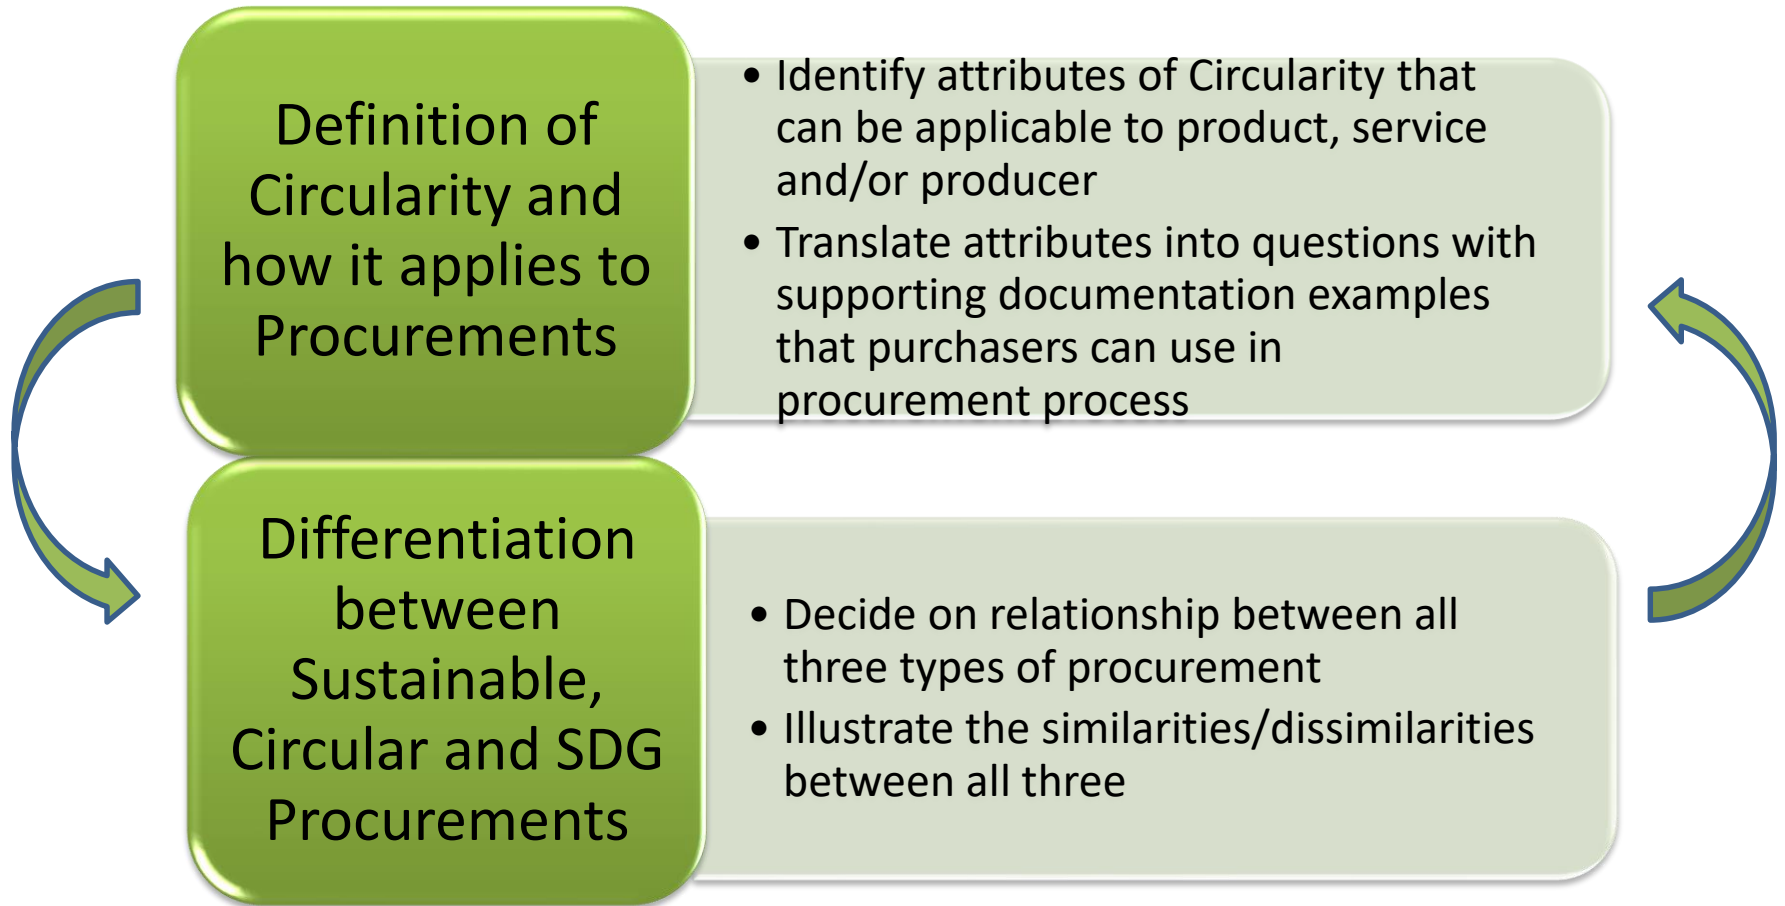 Definition of
Circularity and
how it applies to
Procurements
• Identify attributes of Circularity that
can be applicable to product, service
and/or producer
• Translate attributes into questions with
supporting documentation examples
that purchasers can use in
procurement process
Differentiation
between
Sustainable,
Circular and SDG
Procurements
• Decide on relationship between all
three types of procurement
• Illustrate the similarities/dissimilarities
between all three